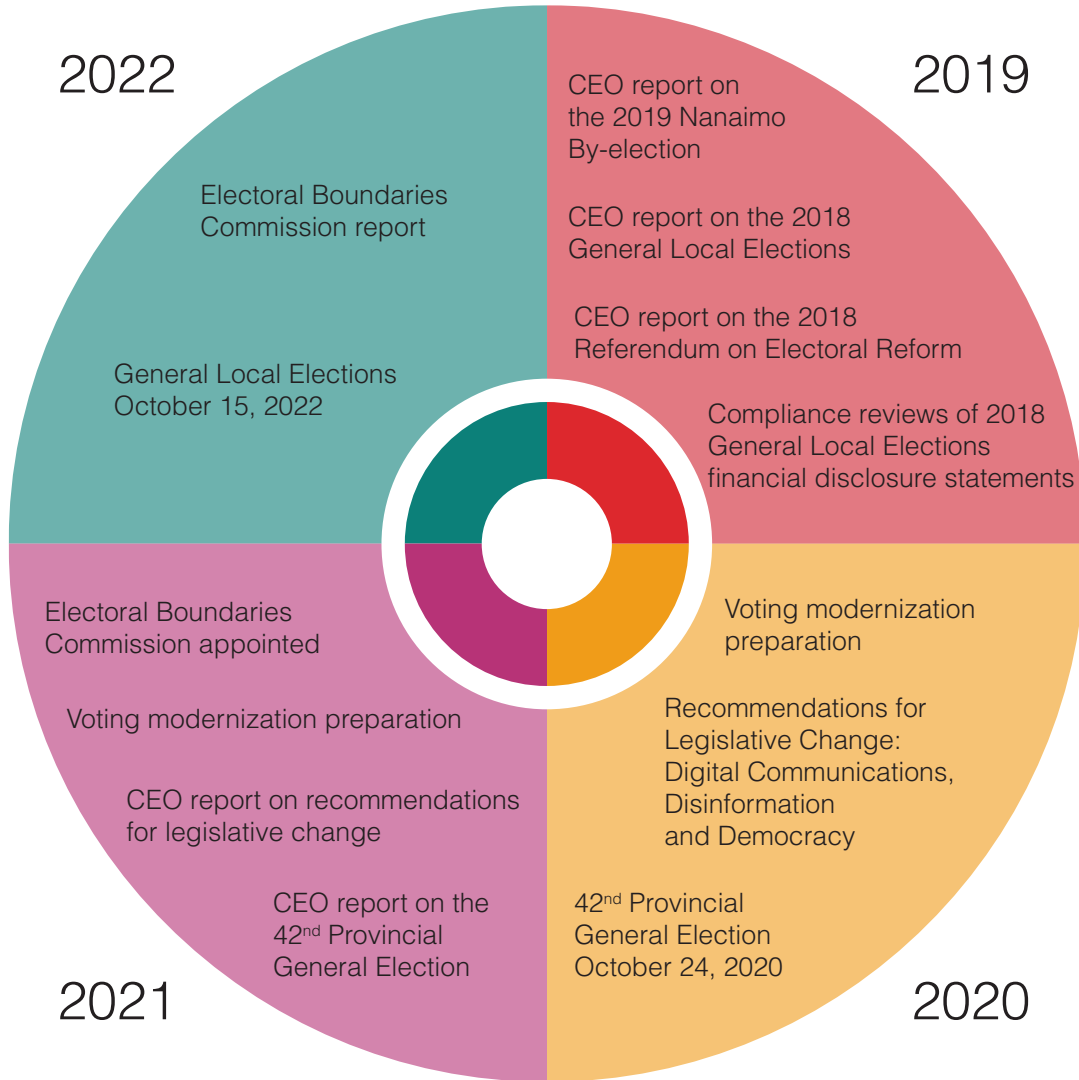 2019
CEO report on
the 2019 Nanaimo
By-election
CEO report on the 2018
General Local Elections
CEO report on the 2018
Referendum on Electoral Reform
Compliance reviews of 2018
General Local Elections
financial disclosure statements
2020
Voting modernization
preparation
Recommendations for
Legislative Change:
Digital Communications,
Disinformation
and Democracy
42nd Provincial
General Election
October 24, 2020
2021
Electoral Boundaries
Commission appointed
Voting modernization preparation
CEO report on recommendations
for legislative change
CEO report on the
42nd Provincial
General Election
2022
Electoral Boundaries
Commission report
General Local Elections
October 15, 2022